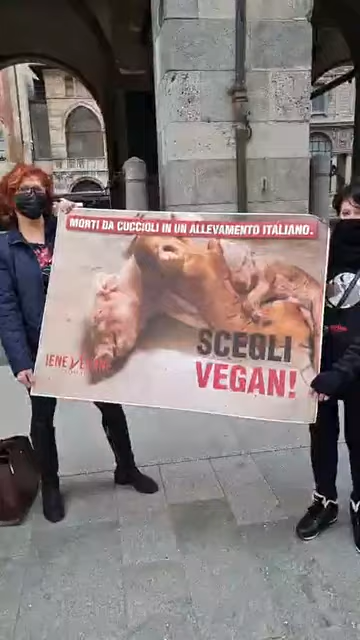 MORTI DA CUCCIOLI IN UN ALLEVAMENTO ITALIANO.
SCEGLI
VEGAN!
IENE VEGANE